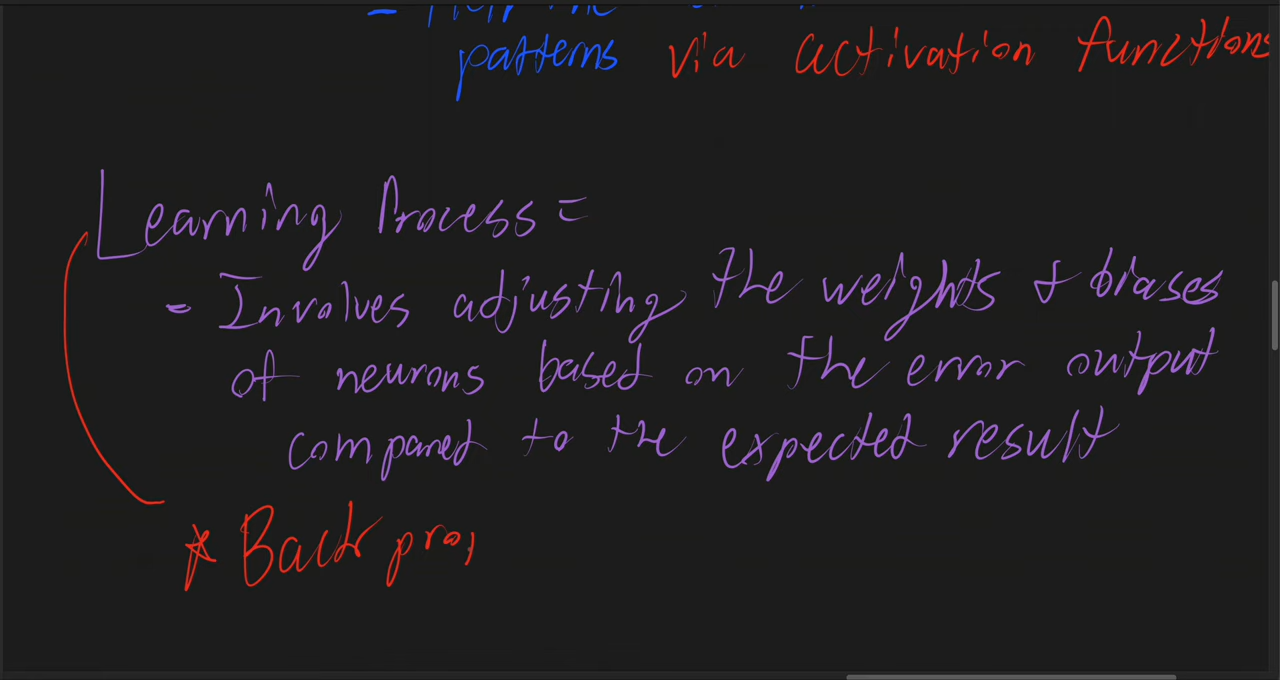 patterns via activation functions
Learning Process =
- Involves adjusting the weights & biases
of neurons based on the error output
compared to the expected result
* Back pro